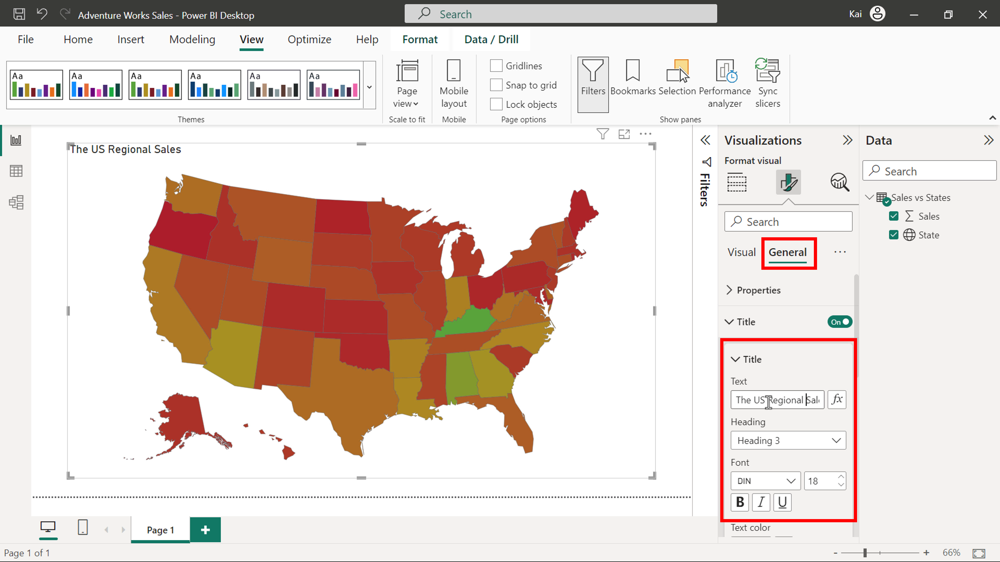 Adventure Works Sales - Power BI Desktop
Search
Kai
File
Home
Insert
Modeling
View
Optimize
Help
Format
Data / Drill
Aa
Aa
Aa
Aa
Aa
Aa
Themes
Page
view
Scale to fit
Mobile
layout
Mobile
Gridlines
Snap to grid
Lock objects
Page options
Filters
Bookmarks
Selection
Performance
analyzer
Sync
slicers
Show panes
The US Regional Sales
Filters
Visualizations
Format visual
Search
Visual
General
Properties
Title
On
Title
Text
The US Regional Sale
fx
Heading
Heading 3
Font
DIN
18
B
I
U
Text color
Data
Search
Sales vs States
Sales
State
Page 1
Page 1 of 1
66%